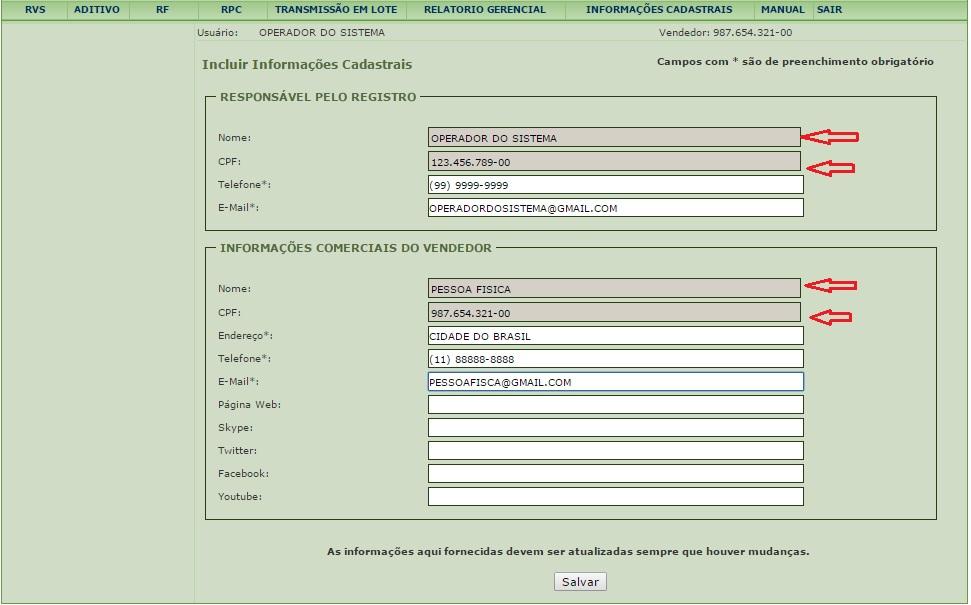 RVS ADITIVO RF RPC TRANSMISSÃO EM LOTE RELATORIO GERENCIAL INFORMAÇÕES CADASTRAIS MANUAL SAIR
Usuário: OPERADOR DO SISTEMA Vendedor: 987.654.321-00
Incluir Informações Cadastrais Campos com * são de preenchimento obrigatório
RESPONSÁVEL PELO REGISTRO
Nome: OPERADOR DO SISTEMA
CPF: 123.456.789-00
Telefone*: (99) 9999-9999
E-Mail*: OPERADORDOSISTEMA@GMAIL.COM
INFORMAÇÕES COMERCIAIS DO VENDEDOR
Nome: PESSOA FISICA
CPF: 987.654.321-00
Endereço*: CIDADE DO BRASIL
Telefone*: (11) 88888-8888
E-Mail*: PESSOAFISCA@GMAIL.COM
Página Web:
Skype:
Twitter:
Facebook:
Youtube:
As informações aqui fornecidas devem ser atualizadas sempre que houver mudanças.
Salvar